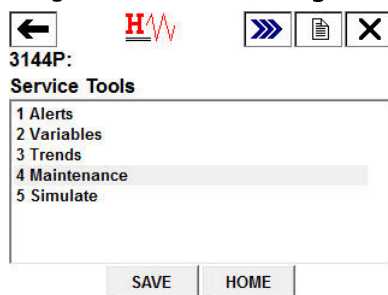 H
3144P:
Service Tools
1 Alerts
2 Variables
3 Trends
4 Maintenance
5 Simulate
SAVE HOME